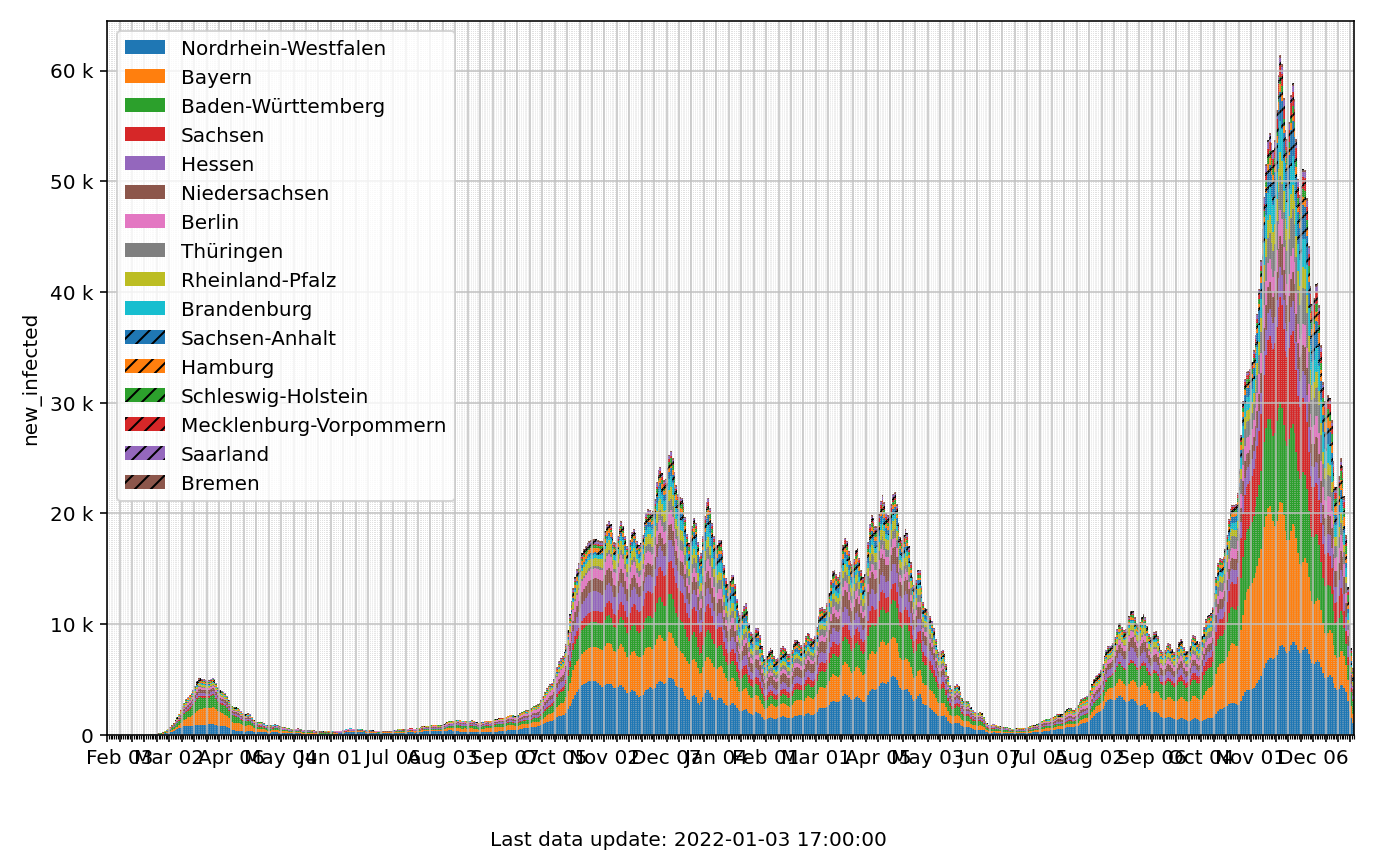 60 k
50 k
40 k
30 k
20 k
10 k
0
new_infected
Nordrhein-Westfalen
Bayern
Baden-Württemberg
Sachsen
Hessen
Niedersachsen
Berlin
Thüringen
Rheinland-Pfalz
Brandenburg
Sachsen-Anhalt
Hamburg
Schleswig-Holstein
Mecklenburg-Vorpommern
Saarland
Bremen
Feb 03 Mar 02 Apr 06 May 04 Jun 01 Jul 06 Aug 03 Sep 07 Oct 05 Nov 02 Dec 07 Jan 04 Feb 01 Mar 01 Apr 05 May 03 Jun 07 Jul 05 Aug 02 Sep 06 Oct 04 Nov 01 Dec 06
Last data update: 2022-01-03 17:00:00